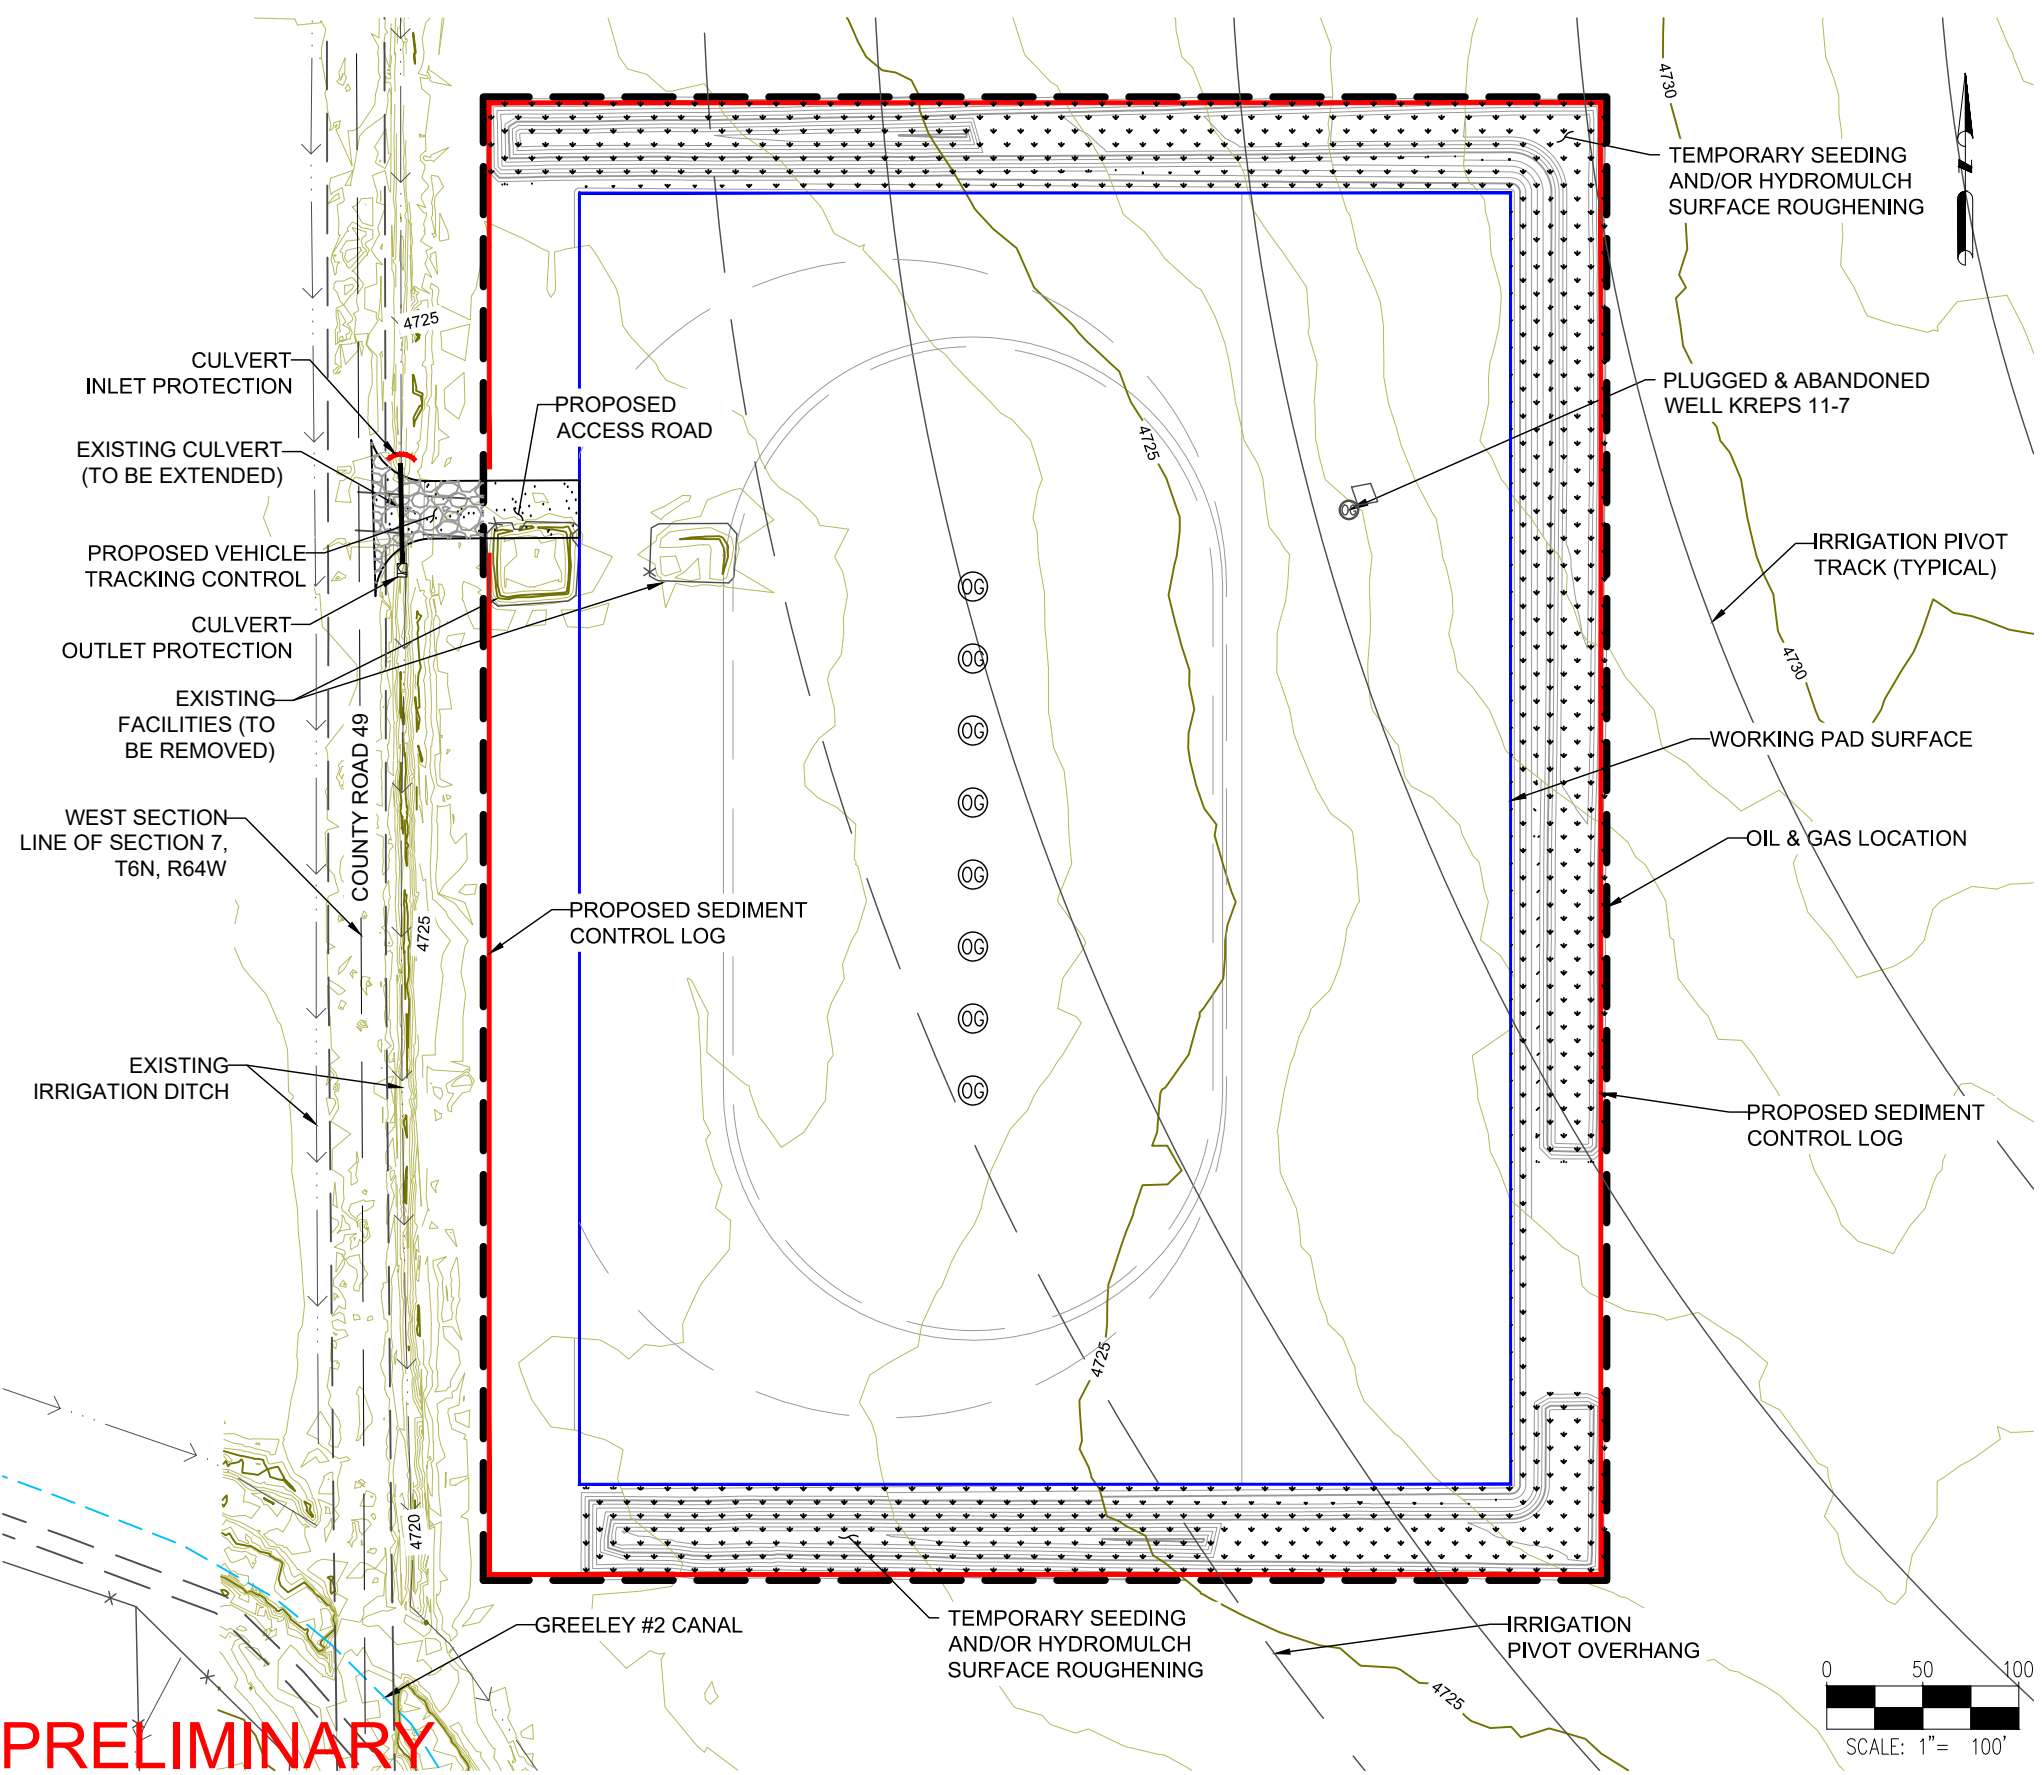 4730
TEMPORARY SEEDING
AND/OR HYDROMULCH
SURFACE ROUGHENING
N
4725
CULVERT
INLET PROTECTION
PROPOSED
ACCESS ROAD
PLUGGED & ABANDONED
WELL KREPS 11-7
4725
EXISTING CULVERT
(TO BE EXTENDED)
OG
PROPOSED VEHICLE
TRACKING CONTROL
IRRIGATION PIVOT
TRACK (TYPICAL)
OG
CULVERT
OUTLET PROTECTION
OG
4730
EXISTING
FACILITIES (TO
BE REMOVED)
OG
WORKING PAD SURFACE
COUNTY ROAD 49
OG
WEST SECTION
LINE OF SECTION 7,
T6N, R64W
OIL & GAS LOCATION
OG
PROPOSED SEDIMENT
CONTROL LOG
4725
OG
OG
EXISTING
IRRIGATION DITCH
OG
PROPOSED SEDIMENT
CONTROL LOG
4725
4720
GREELEY #2 CANAL
TEMPORARY SEEDING
AND/OR HYDROMULCH
SURFACE ROUGHENING
IRRIGATION
PIVOT OVERHANG
4725
0 50 100
SCALE: 1"= 100'
PRELIMINARY